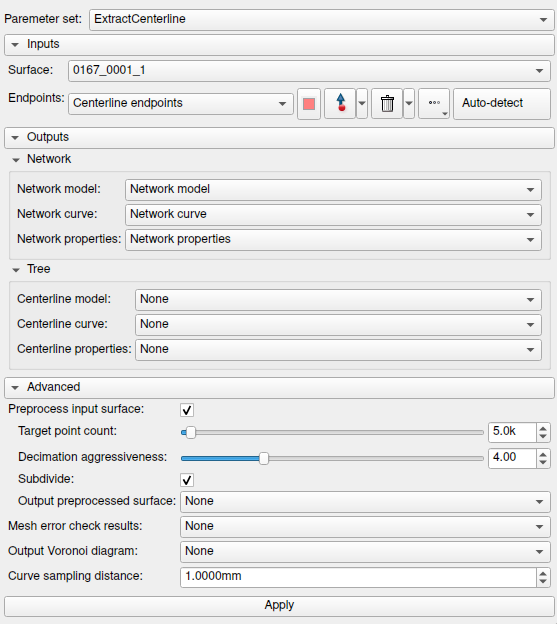 Paremeter set: ExtractCenterline
Inputs
Surface: 0167_0001_1
Endpoints: Centerline endpoints Auto-detect
Outputs
Network
Network model: Network model
Network curve: Network curve
Network properties: Network properties
Tree
Centerline model: None
Centerline curve: None
Centerline properties: None
Advanced
Preprocess input surface:
Target point count: 5.0k
Decimation aggressiveness: 4.00
Subdivide:
Output preprocessed surface: None
Mesh error check results: None
Output Voronoi diagram: None
Curve sampling distance: 1.0000mm
Apply